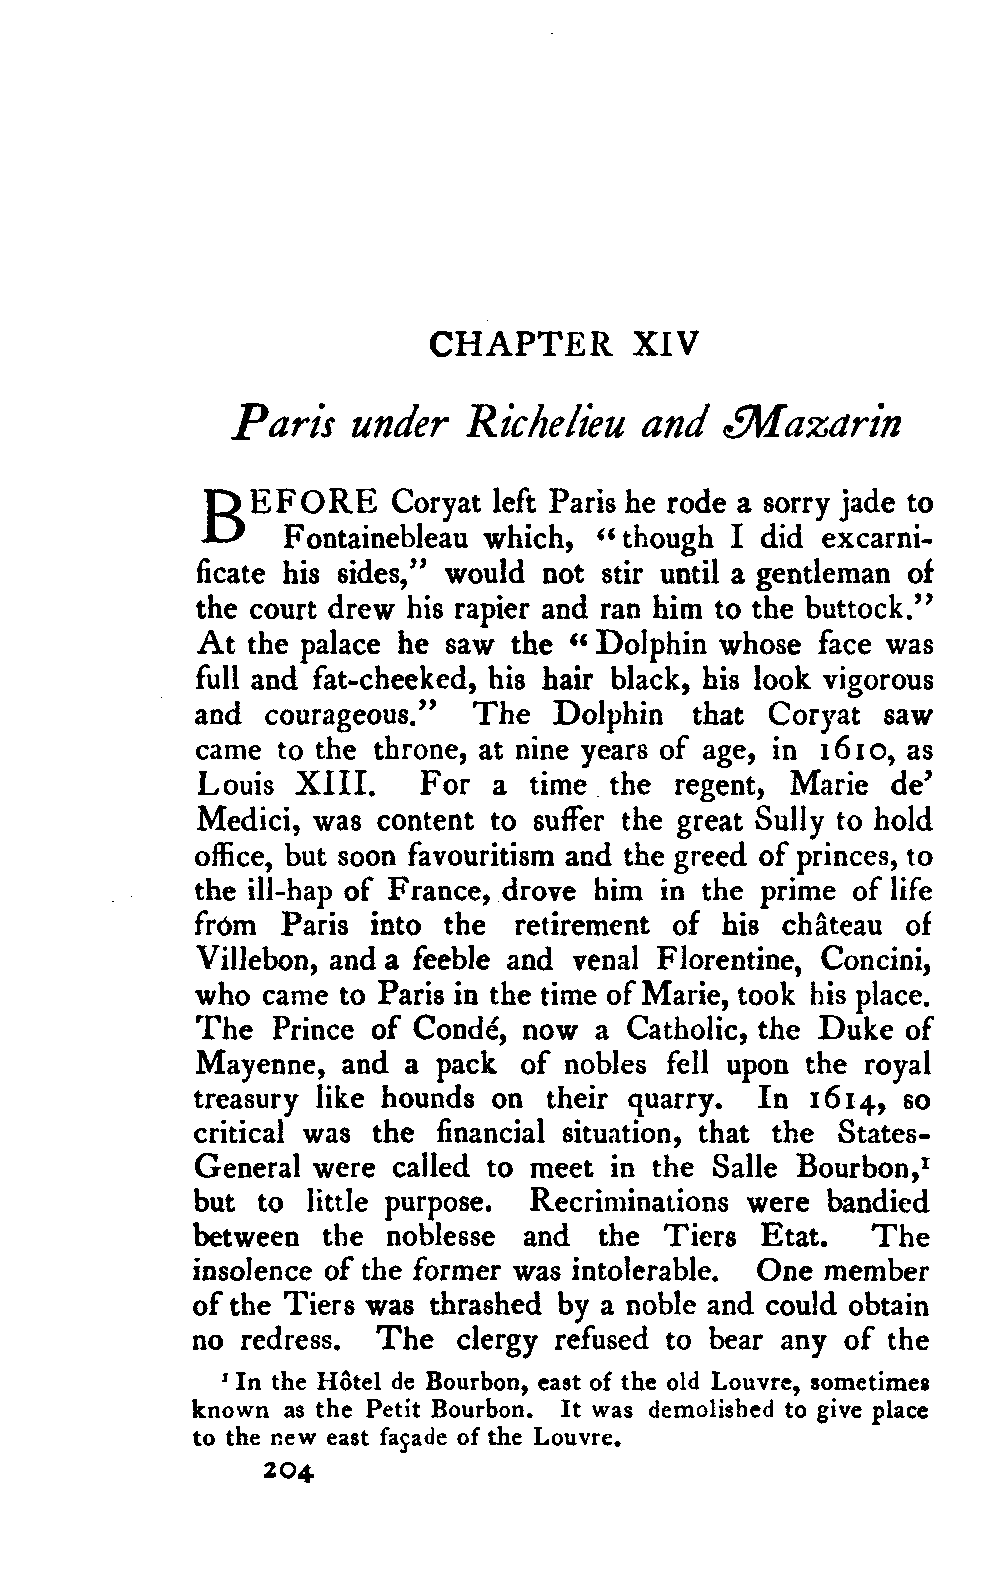 CHAPTER XIV
Paris under Richelieu and Mazarin
BEFORE Coryat left Paris he rode a sorry jade to
Fontainebleau which, “though I did excarni-
ficate his sides,” would not stir until a gentleman of
the court drew his rapier and ran him to the buttock.”
At the palace he saw the “Dolphin whose face was
full and fat-cheeked, his hair black, his look vigorous
and courageous.” The Dolphin that Coryat saw
came to the throne, at nine years of age, in 1610, as
Louis XIII. For a time the regent, Marie de’
Medici, was content to suffer the great Sully to hold
office, but soon favouritism and the greed of princes, to
the ill-hap of France, drove him in the prime of life
fróm Paris into the retirement of his château of
Villebon, and a feeble and venal Florentine, Concini,
who came to Paris in the time of Marie, took his place.
The Prince of Condé, now a Catholic, the Duke of
Mayenne, and a pack of nobles fell upon the royal
treasury like hounds on their quarry. In 1614, so
critical was the financial situation, that the States-
General were called to meet in the Salle Bourbon,¹
but to little purpose. Recriminations were bandied
between the noblesse and the Tiers Etat. The
insolence of the former was intolerable. One member
of the Tiers was thrashed by a noble and could obtain
no redress. The clergy refused to bear any of the
¹ In the Hôtel de Bourbon, east of the old Louvre, sometimes
known as the Petit Bourbon. It was demolished to give place
to the new east façade of the Louvre.
204